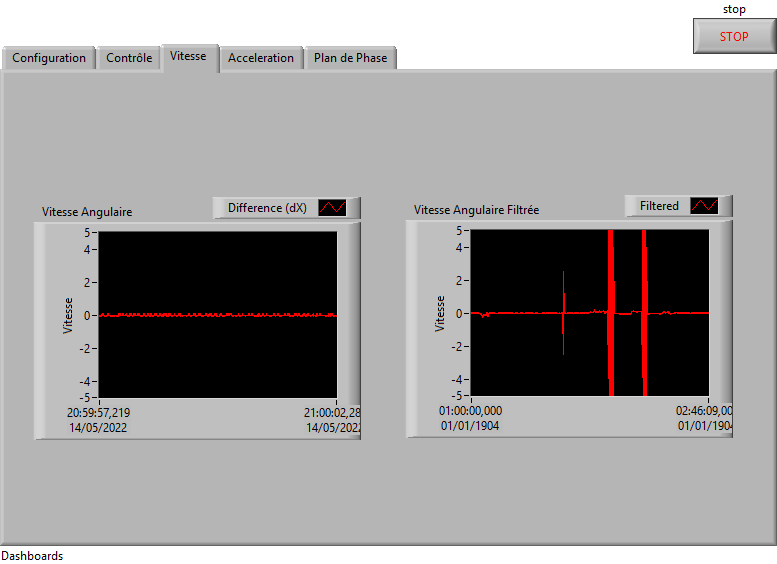 stop
STOP
Configuration
Contrôle
Vitesse
Acceleration
Plan de Phase
Vitesse Angulaire
Difference (dX)
Vitesse
5
4
2
0
-2
-4
-5
20:59:57,219
14/05/2022
21:00:02,28
14/05/202
Vitesse Angulaire Filtrée
Filtered
Vitesse
5
4
2
0
-2
-4
-5
01:00:00,000
01/01/1904
02:46:09,00
01/01/190
Dashboards